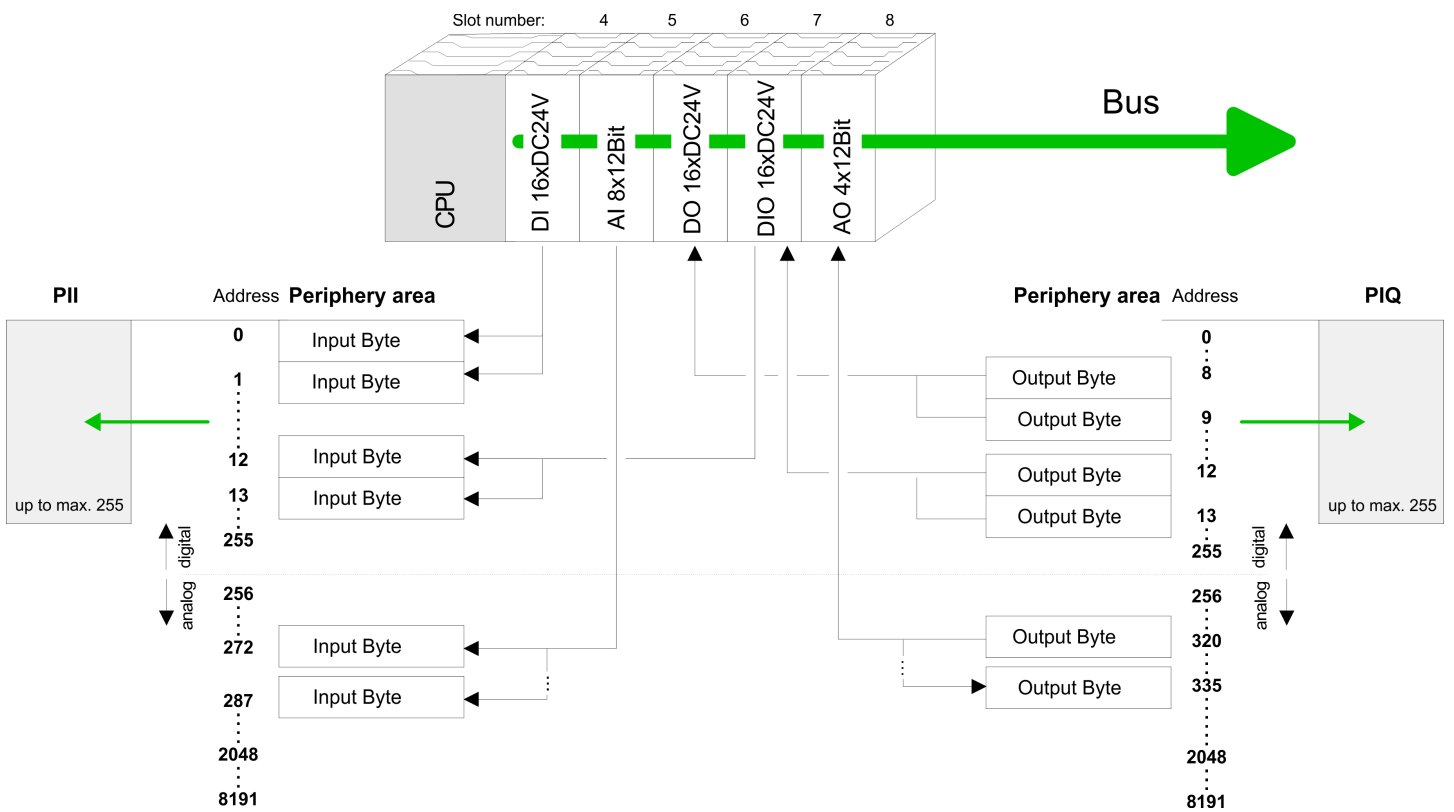 Slot number: 4 5 6 7 8
Bus
CPU
DI 16xDC24V
AI 8x12Bit
DO 16xDC24V
DIO 16xDC24V
AO 4x12Bit
PII
Address Periphery area
0 Input Byte
1 Input Byte
12 Input Byte
13 Input Byte
up to max. 255
255
digital
analog
256
272 Input Byte
287 Input Byte
2048
8191
Periphery area Address
PIQ
0
Output Byte 8
Output Byte 9
Output Byte 12
Output Byte 13
up to max. 255
255
digital
analog
256
Output Byte 320
Output Byte 335
2048
8191